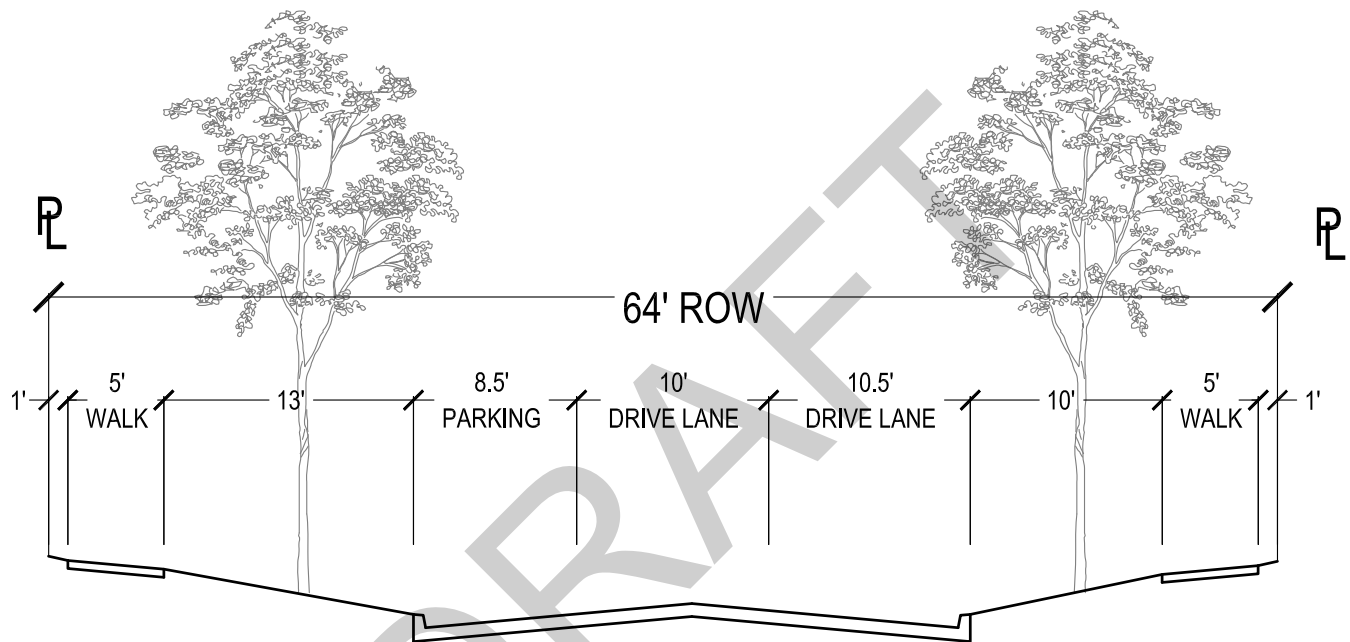 PL
PL
64' ROW
1'
5'
WALK
13'
8.5'
PARKING
10'
DRIVE LANE
10.5'
DRIVE LANE
10'
5'
WALK
1'
DRAFT